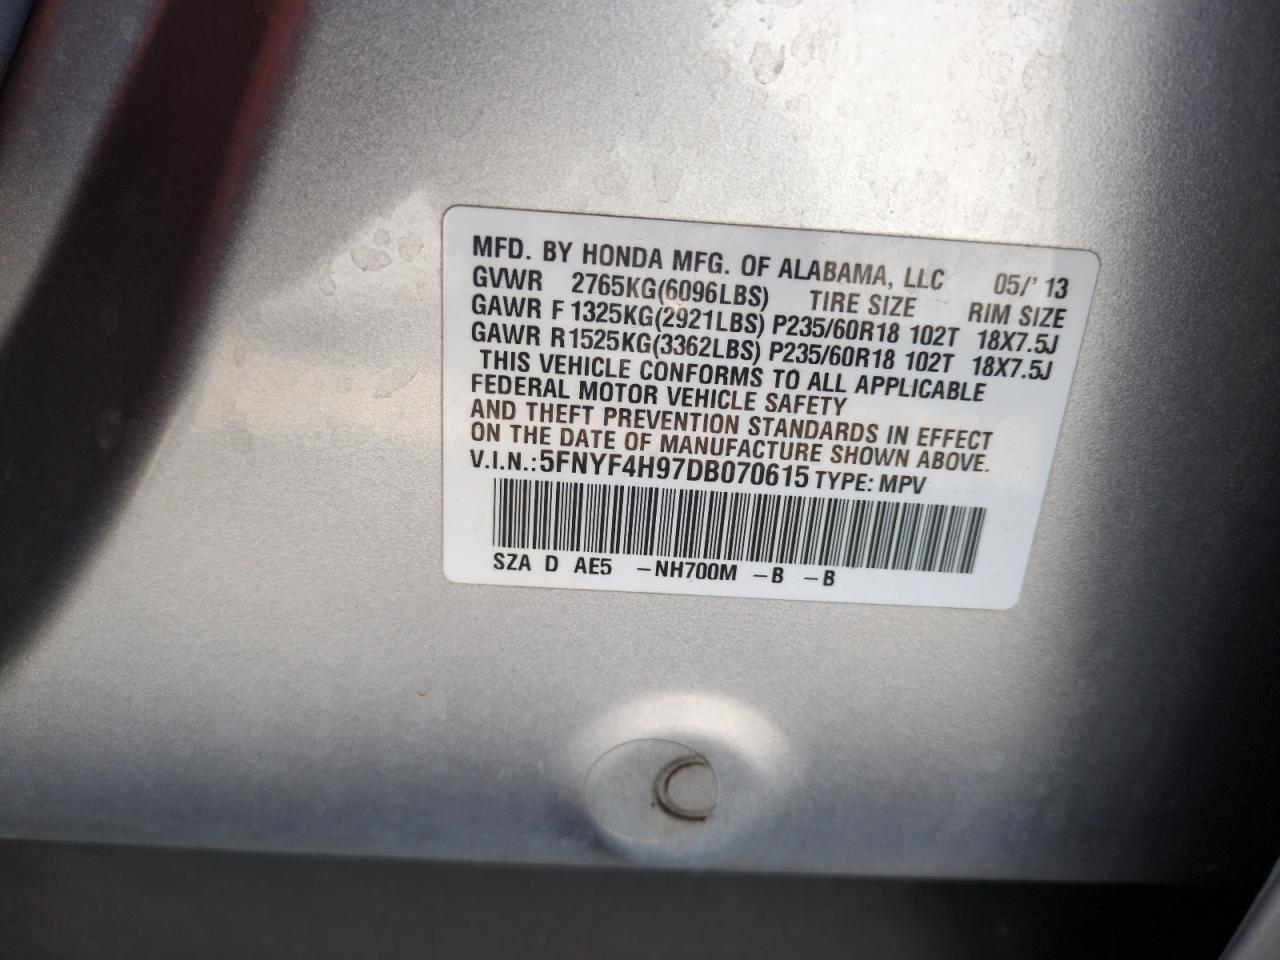 MFD. BY HONDA MFG. OF ALABAMA, LLC 05/' 13
GVWR 2765KG(6096LBS) TIRE SIZE RIM SIZE
GAWR F 1325KG(2921LBS) P235/60R18 102T 18X7.5J
GAWR R1525KG(3362LBS) P235/60R18 102T 18X7.5J
THIS VEHICLE CONFORMS TO ALL APPLICABLE
FEDERAL MOTOR VEHICLE SAFETY
AND THEFT PREVENTION STANDARDS IN EFFECT
ON THE DATE OF MANUFACTURE SHOWN ABOVE.
V.I.N.:5FNYF4H97DB070615 TYPE: MPV
SZA D AE5 –NH700M –B –B